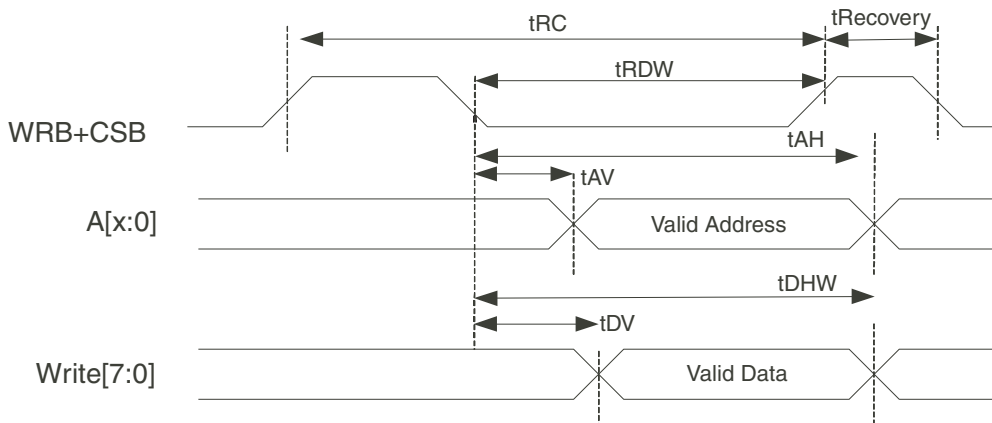 tRC
tRecovery
tRDW
WRB+CSB
tAH
tAV
A[x:0]
Valid Address
tDHW
tDV
Write[7:0]
Valid Data